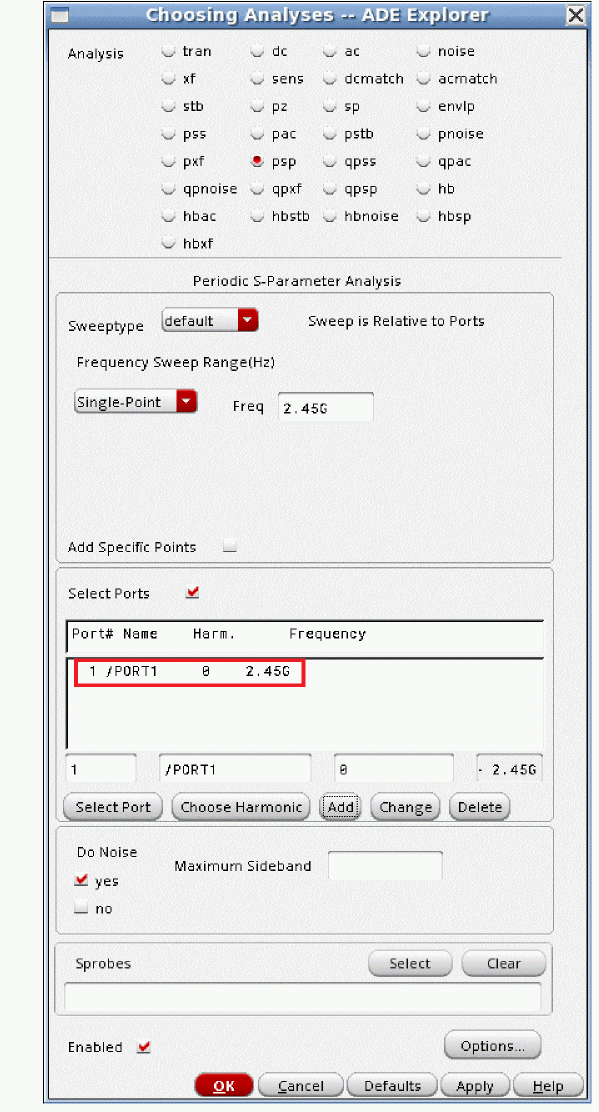 Choosing Analyses -- ADE Explorer
Analysis tran dc ac noise
xf sens dcmatch acmatch
stb pz sp envlp
pss pac pstb pnoise
pxf psp qpss qpac
qpnoise qpxf qpsp hb
hbac hbstb hbnoise hbsp
hbxf
Periodic S-Parameter Analysis
Sweeptype default Sweep is Relative to Ports
Frequency Sweep Range(Hz)
Single-Point Freq 2.45G
Add Specific Points
Select Ports
Port# Name Harm. Frequency
1 /PORT1 0 2.45G
1 /PORT1 0 - 2.45G
Select Port Choose Harmonic Add Change Delete
Do Noise
Maximum Sideband
yes
no
Sprobes Select Clear
Enabled Options...
OK Cancel Defaults Apply Help